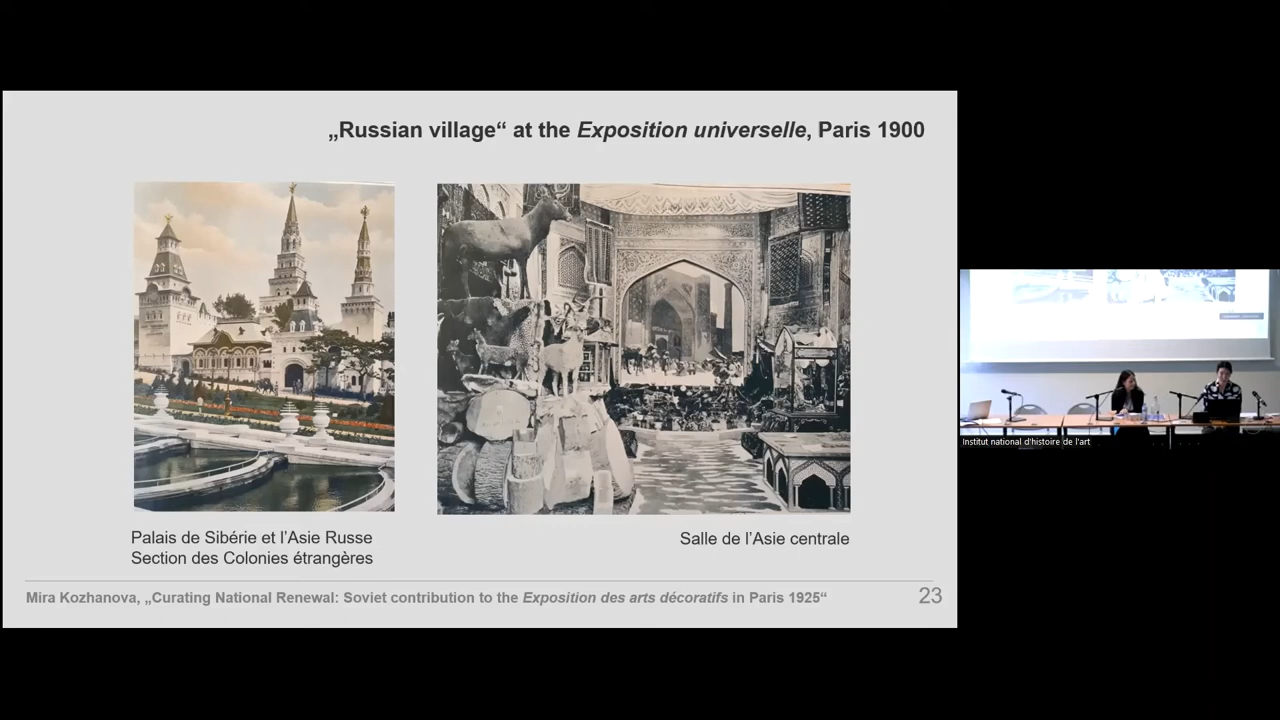 „Russian village“ at the Exposition universelle, Paris 1900
Palais de Sibérie et l’Asie Russe
Section des Colonies étrangères
Salle de l’Asie centrale
Mira Kozhanova, „Curating National Renewal: Soviet contribution to the Exposition des arts décoratifs in Paris 1925“
23
Institut national d'histoire de l'art